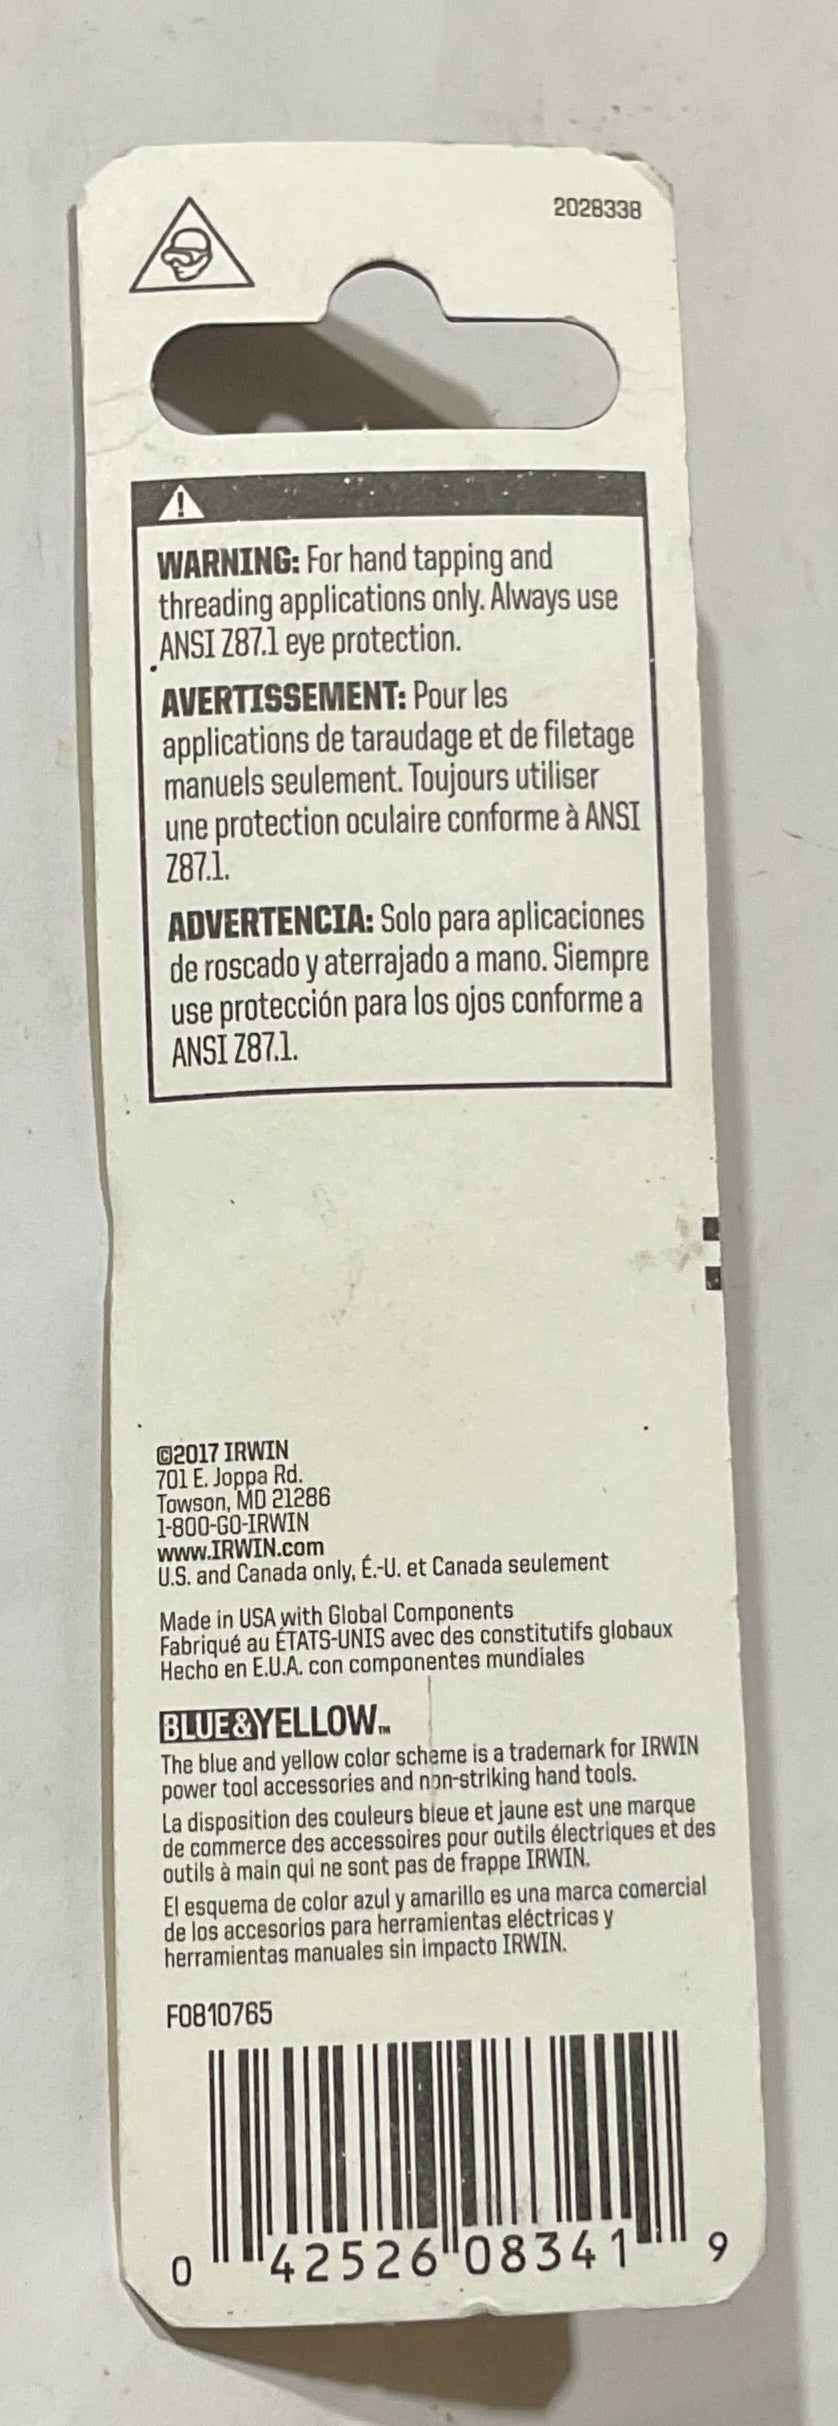 2028338
WARNING: For hand tapping and
threading applications only. Always use
ANSI Z87.1 eye protection.
AVERTISSEMENT: Pour les
applications de taraudage et de filetage
manuels seulement. Toujours utiliser
une protection oculaire conforme à ANSI
Z87.1.
ADVERTENCIA: Solo para aplicaciones
de roscado y aterrajado a mano. Siempre
use protección para los ojos conforme a
ANSI Z87.1.
©2017 IRWIN
701 E. Joppa Rd.
Towson, MD 21286
1-800-GO-IRWIN
www.IRWIN.com
U.S. and Canada only, É.-U. et Canada seulement
Made in USA with Global Components
Fabriqué au ÉTATS-UNIS avec des constitutifs globaux
Hecho en E.U.A. con componentes mundiales
BLUE&YELLOW™
The blue and yellow color scheme is a trademark for IRWIN
power tool accessories and non-striking hand tools.
La disposition des couleurs bleue et jaune est une marque
de commerce des accessoires pour outils électriques et des
outils à main qui ne sont pas de frappe IRWIN.
El esquema de color azul y amarillo es una marca comercial
de los accesorios para herramientas eléctricas y
herramientas manuales sin impacto IRWIN.
F0810765
0 42526 08341 9